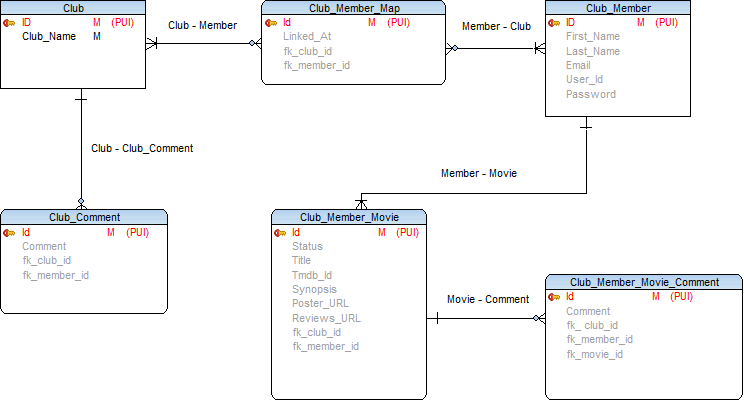 Club
ID M (PUI)
Club_Name M
Club - Member
Club_Member_Map
Id M (PUI)
Linked_At
fk_club_id
fk_member_id
Member - Club
Club_Member
ID M (PUI)
First_Name
Last_Name
Email
User_Id
Password
Club - Club_Comment
Member - Movie
Club_Comment
Id M (PUI)
Comment
fk_club_id
fk_member_id
Club_Member_Movie
Id M (PUI)
Status
Title
Tmdb_Id
Synopsis
Poster_URL
Reviews_URL
fk_club_id
fk_member_id
Movie - Comment
Club_Member_Movie_Comment
Id M (PUI)
Comment
fk_ club_id
fk_member_id
fk_movie_id